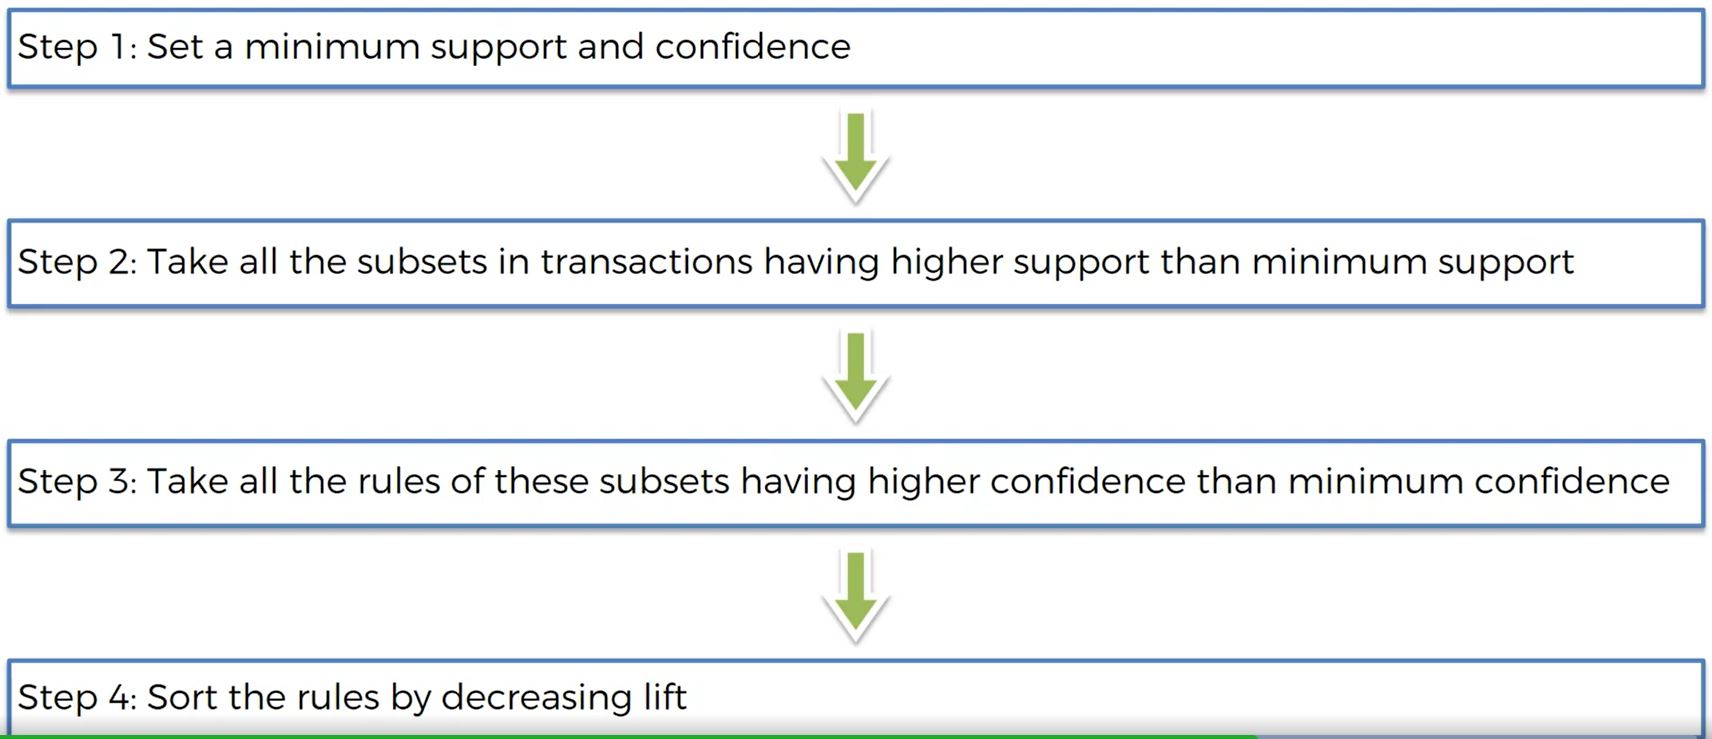 Step 1: Set a minimum support and confidence
Step 2: Take all the subsets in transactions having higher support than minimum support
Step 3: Take all the rules of these subsets having higher confidence than minimum confidence
Step 4: Sort the rules by decreasing lift